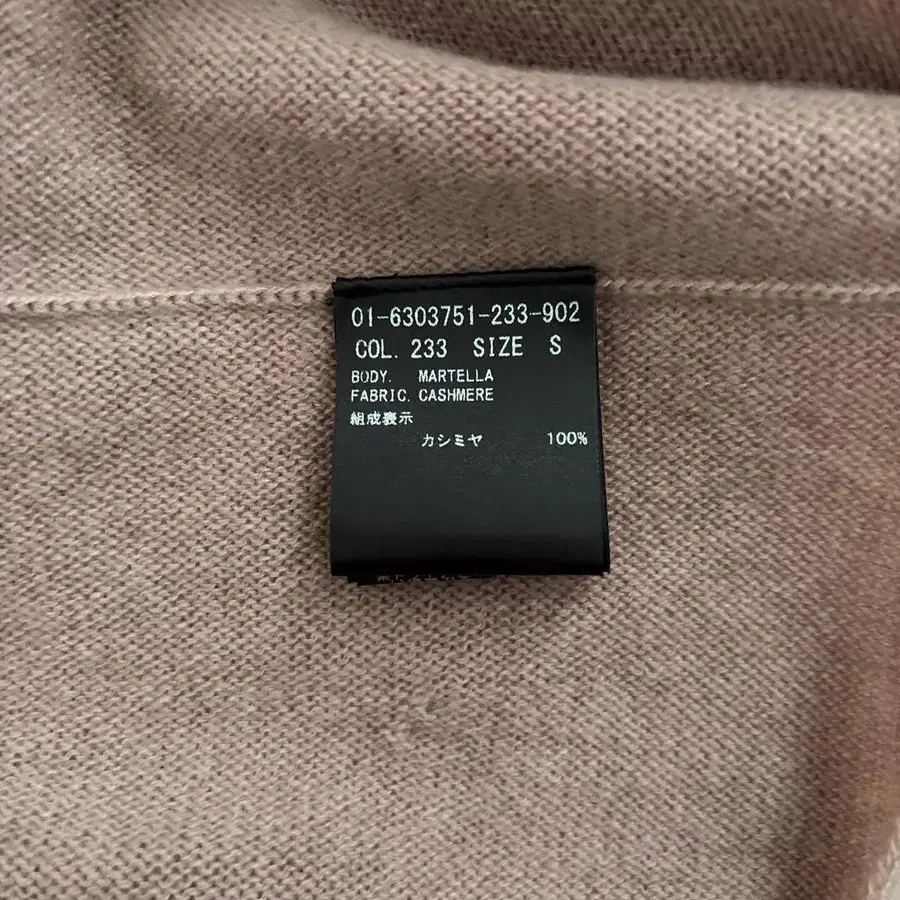 01-6303751-233-902
COL. 233 SIZE S
BODY. MARTELLA
FABRIC. CASHMERE
組成表示
カシミヤ 100%